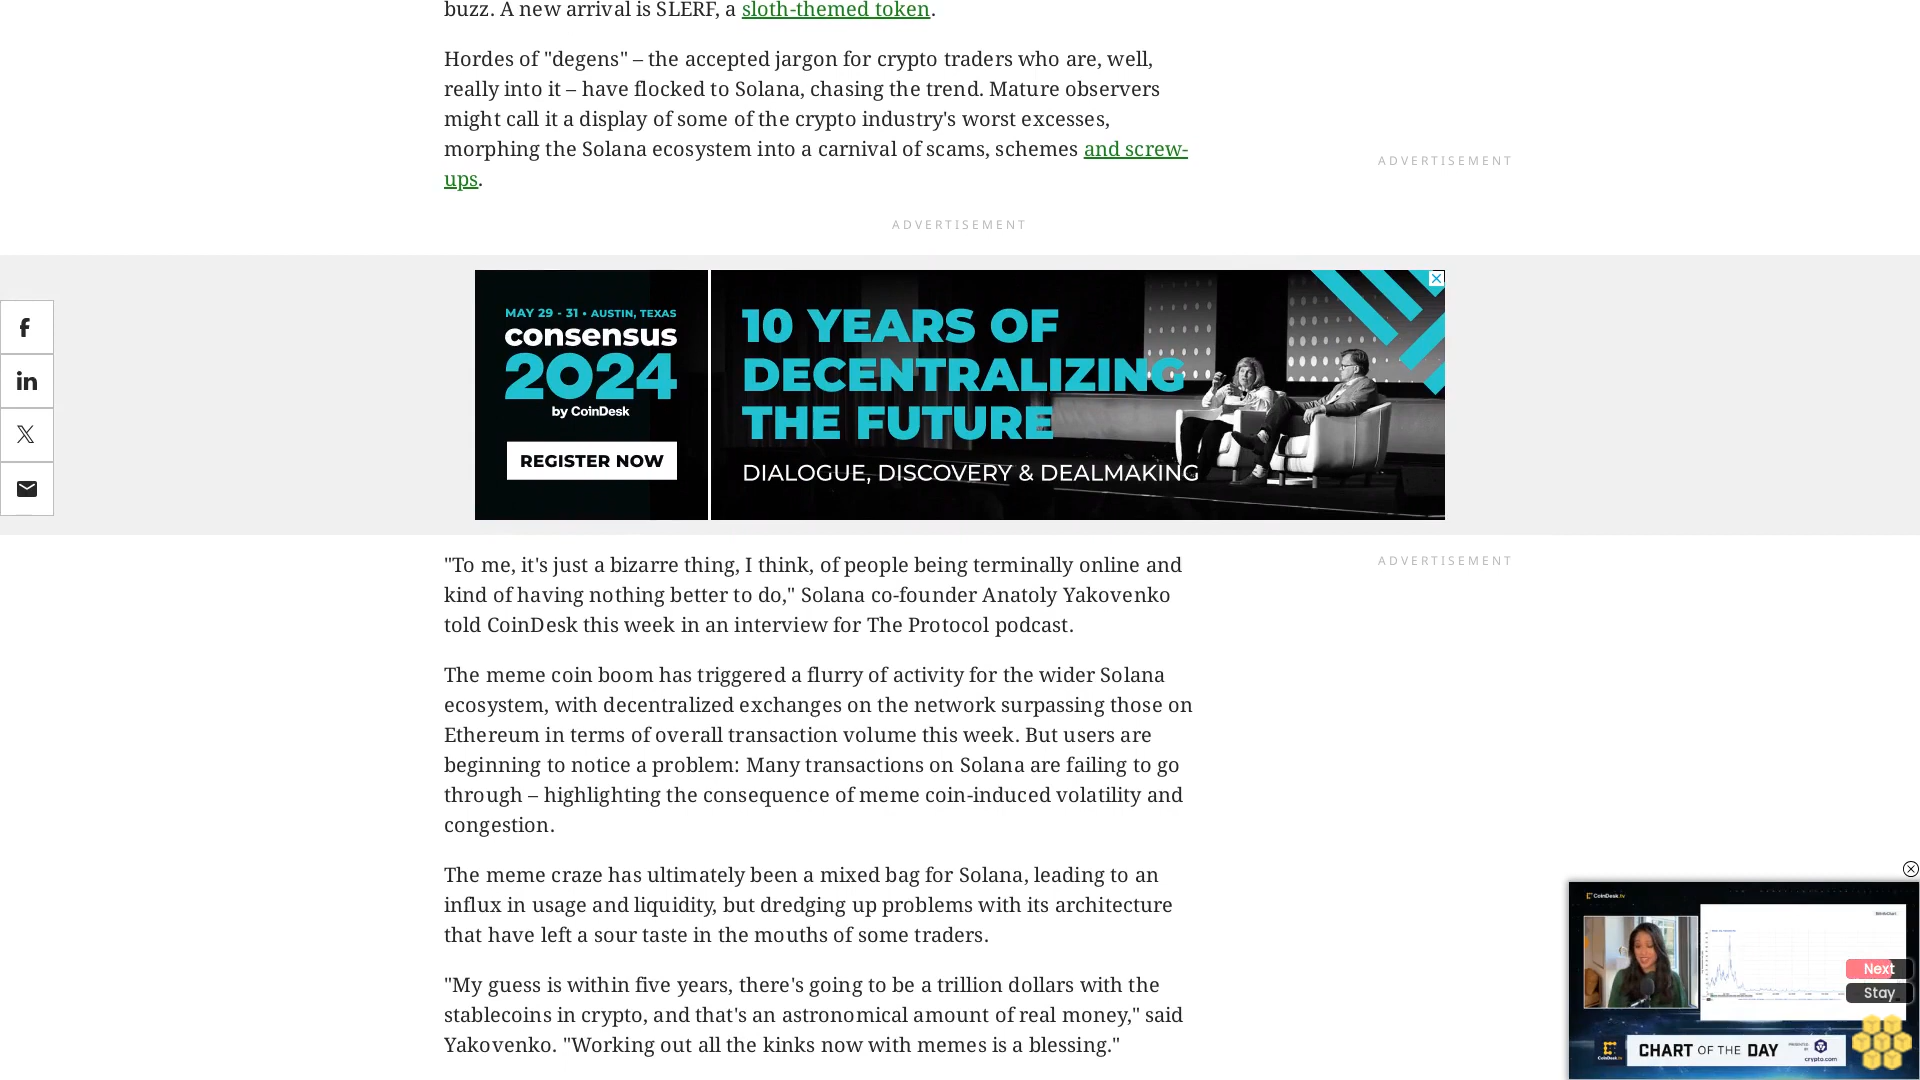 buzz. A new arrival is SLERF, a sloth-themed token.
Hordes of "degens" – the accepted jargon for crypto traders who are, well,
really into it – have flocked to Solana, chasing the trend. Mature observers
might call it a display of some of the crypto industry's worst excesses,
morphing the Solana ecosystem into a carnival of scams, schemes and screw-
ups.
ADVERTISEMENT
ADVERTISEMENT
MAY 29 - 31 • AUSTIN, TEXAS
consensus
2024
by CoinDesk
REGISTER NOW
10 YEARS OF
DECENTRALIZING
THE FUTURE
DIALOGUE, DISCOVERY & DEALMAKING
"To me, it's just a bizarre thing, I think, of people being terminally online and
kind of having nothing better to do," Solana co-founder Anatoly Yakovenko
told CoinDesk this week in an interview for The Protocol podcast.
ADVERTISEMENT
The meme coin boom has triggered a flurry of activity for the wider Solana
ecosystem, with decentralized exchanges on the network surpassing those on
Ethereum in terms of overall transaction volume this week. But users are
beginning to notice a problem: Many transactions on Solana are failing to go
through – highlighting the consequence of meme coin-induced volatility and
congestion.
The meme craze has ultimately been a mixed bag for Solana, leading to an
influx in usage and liquidity, but dredging up problems with its architecture
that have left a sour taste in the mouths of some traders.
"My guess is within five years, there's going to be a trillion dollars with the
stablecoins in crypto, and that's an astronomical amount of real money," said
Yakovenko. "Working out all the kinks now with memes is a blessing."
CoinDesk.tv
Next
Stay
CoinDesk.tv
CHART OF THE DAY
PRESENTED BY
crypto.com